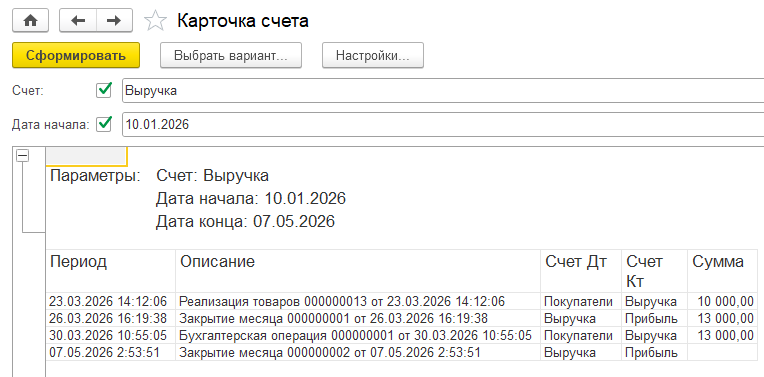 Карточка счета
Сформировать Выбрать вариант... Настройки...
Счет: Выручка
Дата начала: 10.01.2026
Параметры: Счет: Выручка
Дата начала: 10.01.2026
Дата конца: 07.05.2026
Период Описание Счет Дт Счет Кт Сумма
23.03.2026 14:12:06 Реализация товаров 000000013 от 23.03.2026 14:12:06 Покупатели Выручка 10 000,00
26.03.2026 16:19:38 Закрытие месяца 000000001 от 26.03.2026 16:19:38 Выручка Прибыль 13 000,00
30.03.2026 10:55:05 Бухгалтерская операция 000000001 от 30.03.2026 10:55:05 Покупатели Выручка 13 000,00
07.05.2026 2:53:51 Закрытие месяца 000000002 от 07.05.2026 2:53:51 Выручка Прибыль